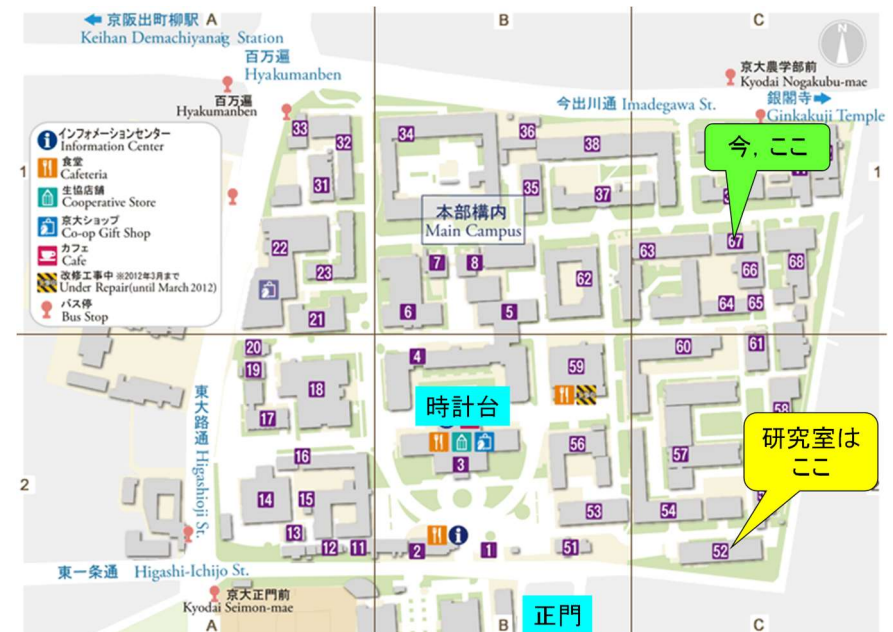 京阪出町柳駅
A
B
C
Keihan Demachiyanagi Station
百万遍
Hyakumanben
京大農学部前
Kyodai Nogakubu-mae
百万遍
Hyakumanben
今出川通 Imadegawa St.
銀閣寺
Ginkakuji Temple
インフォメーションセンター
Information Center
食堂
Cafeteria
生協店舗
Cooperative Store
京大ショップ
Co-op Gift Shop
カフェ
Cafe
改修工事中 ※2012年3月まで
Under Repair(until March 2012)
バス停
Bus Stop
今，ここ
1
1
33
32
34
36
38
31
35
37
本部構内
Main Campus
22
7
8
63
67
23
62
66
68
6
5
64
65
21
20
4
60
61
19
59
18
58
東大路通 Higashioji St.
時計台
17
56
57
研究室は
ここ
16
3
2
14
15
53
54
13
12
11
2
1
51
52
東一条通 Higashi-Ichijo St.
京大正門前
Kyodai Seimon-mae
正門
A
B
C